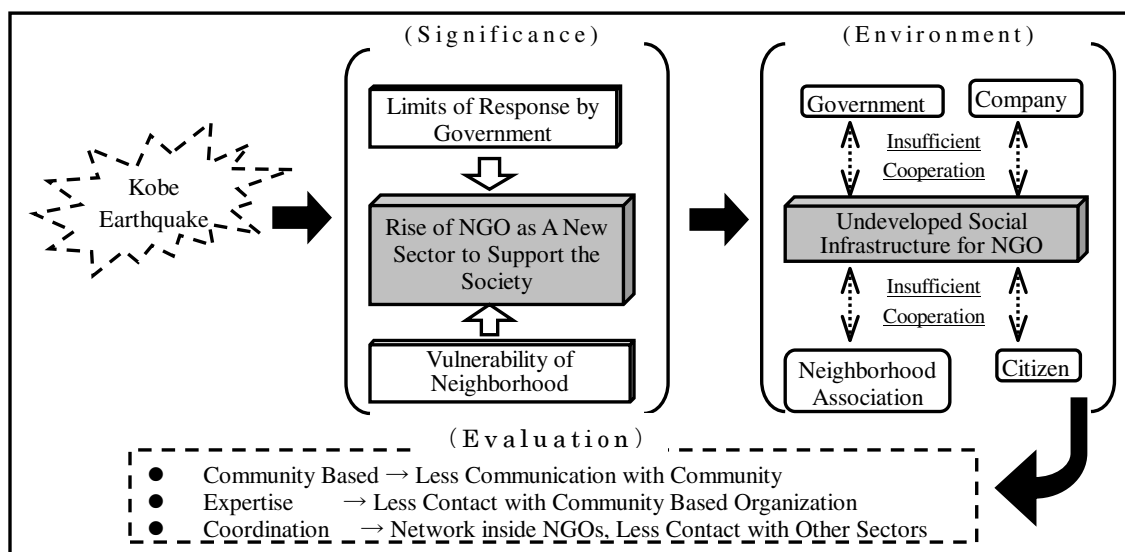 (Significance)
(Environment)
Kobe
Earthquake
Limits of Response by
Government
Rise of NGO as A New
Sector to Support the
Society
Vulnerability of
Neighborhood
Government
Company
Insufficient
Cooperation
Undeveloped Social
Infrastructure for NGO
Insufficient
Cooperation
Neighborhood
Association
Citizen
(Evaluation)
● Community Based → Less Communication with Community
● Expertise → Less Contact with Community Based Organization
● Coordination → Network inside NGOs, Less Contact with Other Sectors